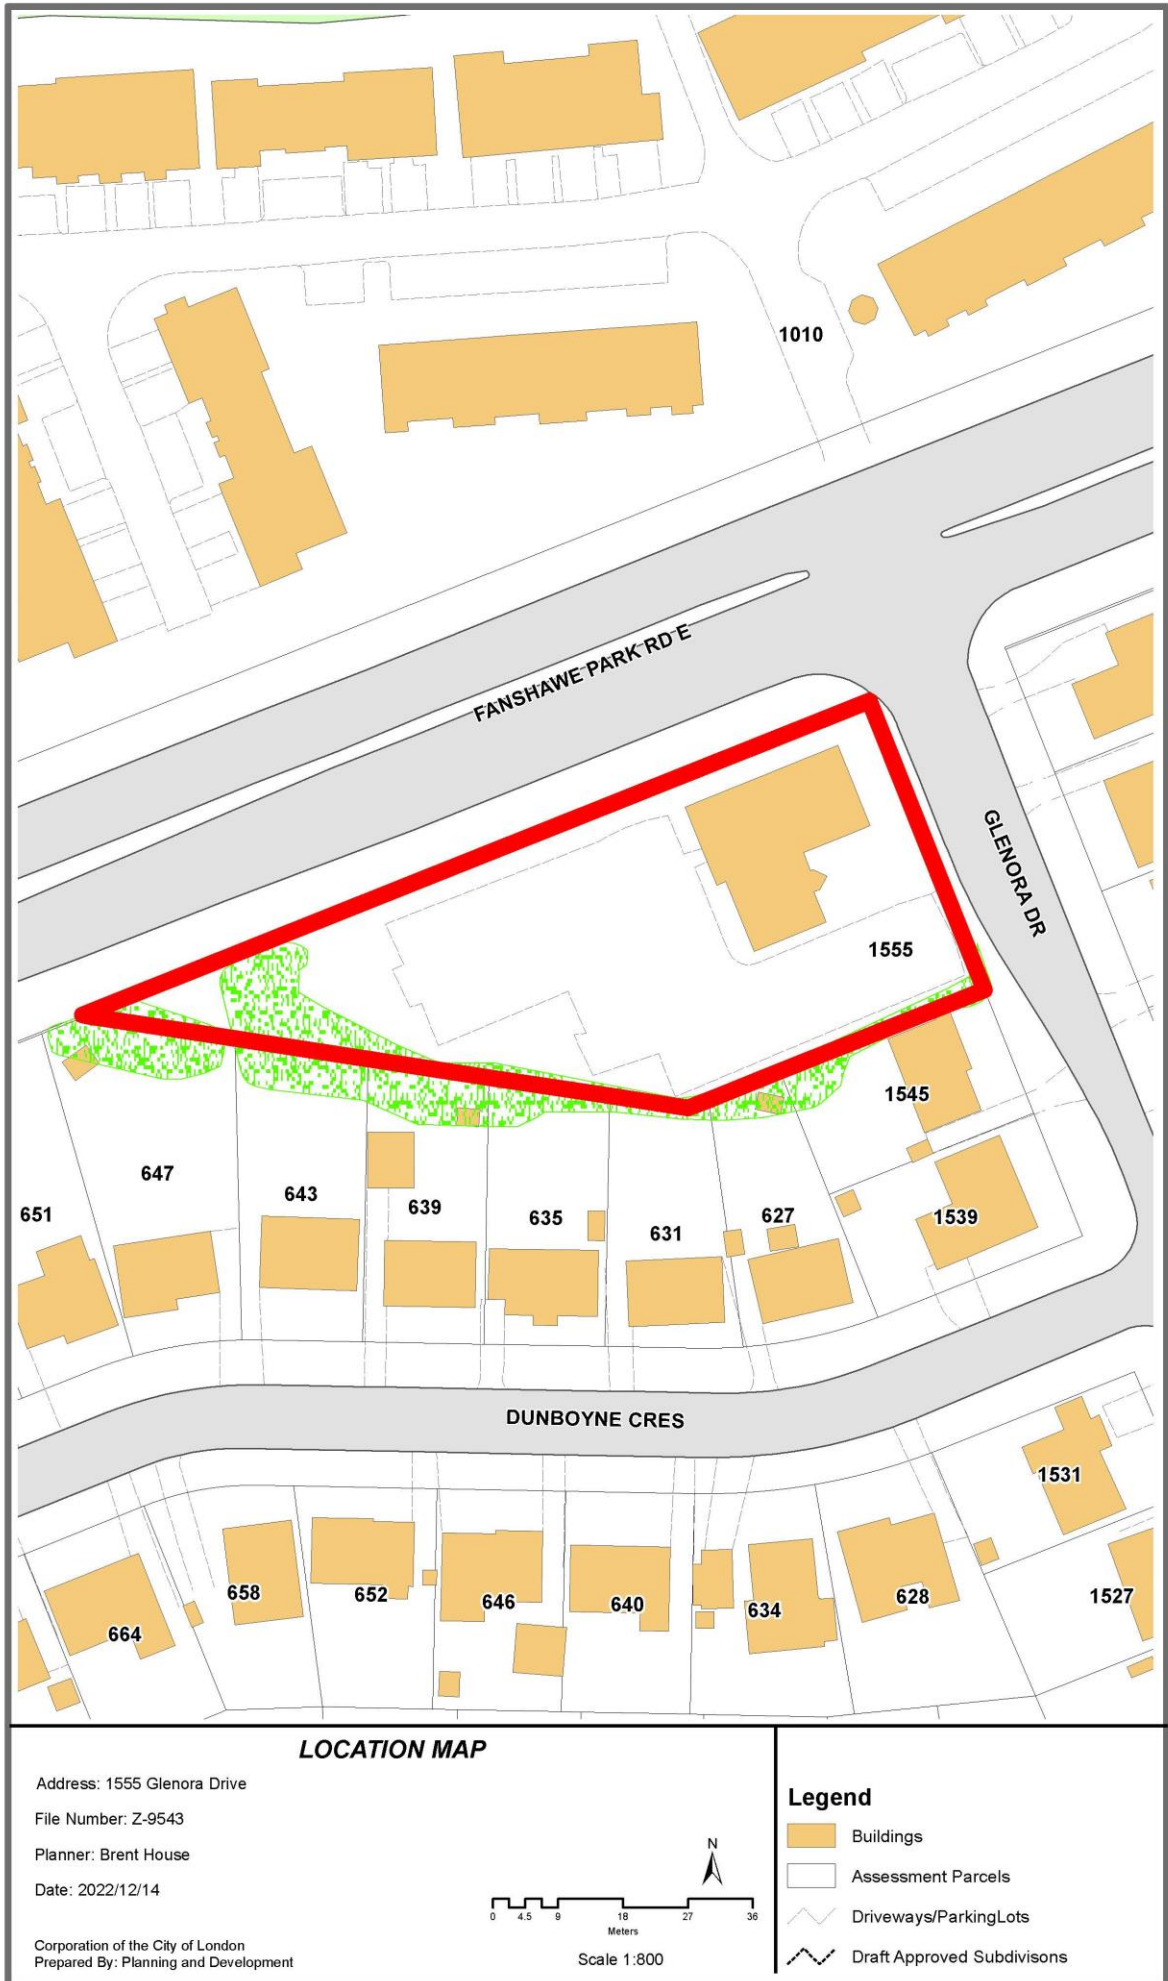 1010
FANSHAWE PARK RD E
GLENORA DR
1555
1545
647
643
639
635
631
627
651
1539
DUNBOYNE CRES
1531
658
652
646
640
634
628
1527
664
LOCATION MAP
Address: 1555 Glenora Drive
File Number: Z-9543
Planner: Brent House
Date: 2022/12/14
Corporation of the City of London
Prepared By: Planning and Development
N
0 4.5 9 18 27 36
Meters
Scale 1:800
Legend
Buildings
Assessment Parcels
Driveways/ParkingLots
Draft Approved Subdivisons